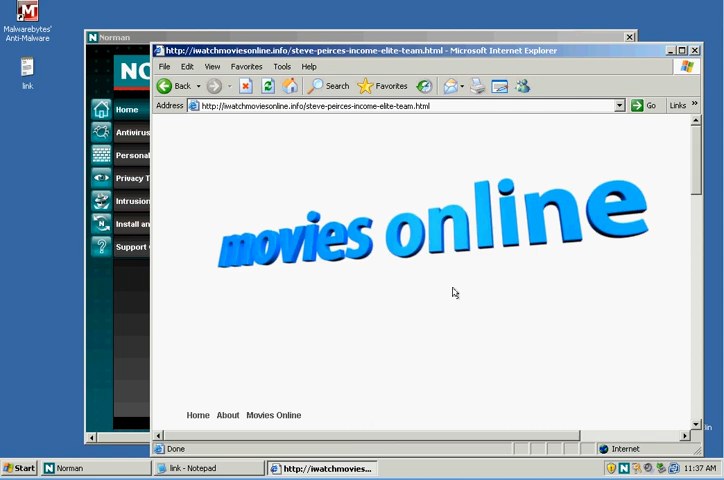 Malwarebytes'
Anti-Malware
link
Norman
NO
Home
Antivirus
Personal
Privacy T
Intrusion
Install an
Support
http://iwatchmoviesonline.info/steve-peirces-income-elite-team.html - Microsoft Internet Explorer
File Edit View Favorites Tools Help
Back Search Favorites
Address http://iwatchmoviesonline.info/steve-peirces-income-elite-team.html Go Links »
movies online
Home About Movies Online
Done Internet
Start Norman link - Notepad http://iwatchmovies... 11:37 AM